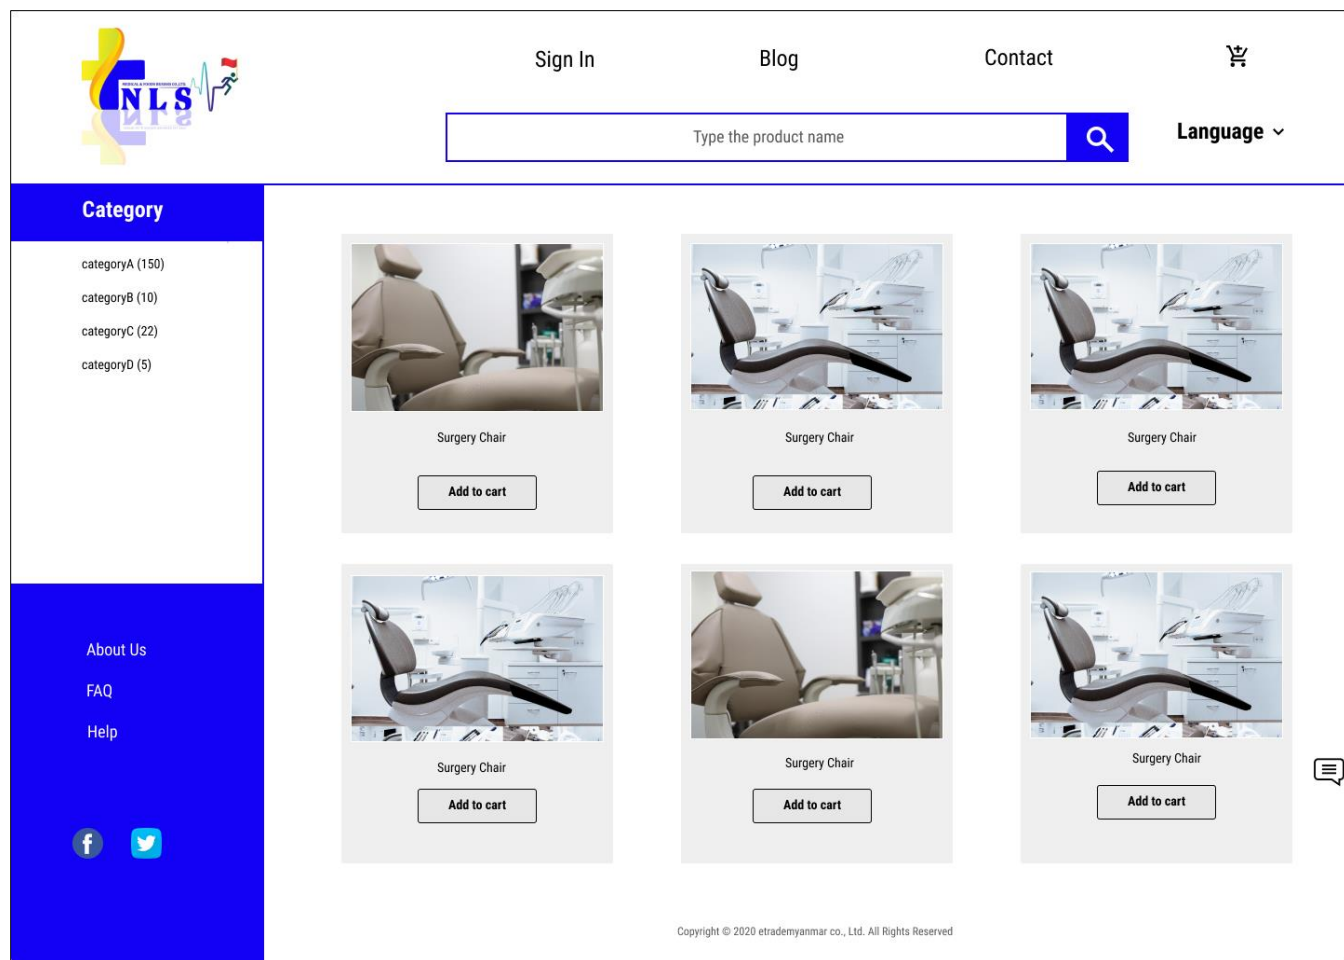 NLS
Sign In
Blog
Contact
Type the product name
Language
Category
categoryA (150)
categoryB (10)
categoryC (22)
categoryD (5)
About Us
FAQ
Help
Surgery Chair
Surgery Chair
Surgery Chair
Add to cart
Add to cart
Add to cart
Surgery Chair
Surgery Chair
Surgery Chair
Add to cart
Add to cart
Add to cart
Copyright © 2020 etrademyanmar co., Ltd. All Rights Reserved